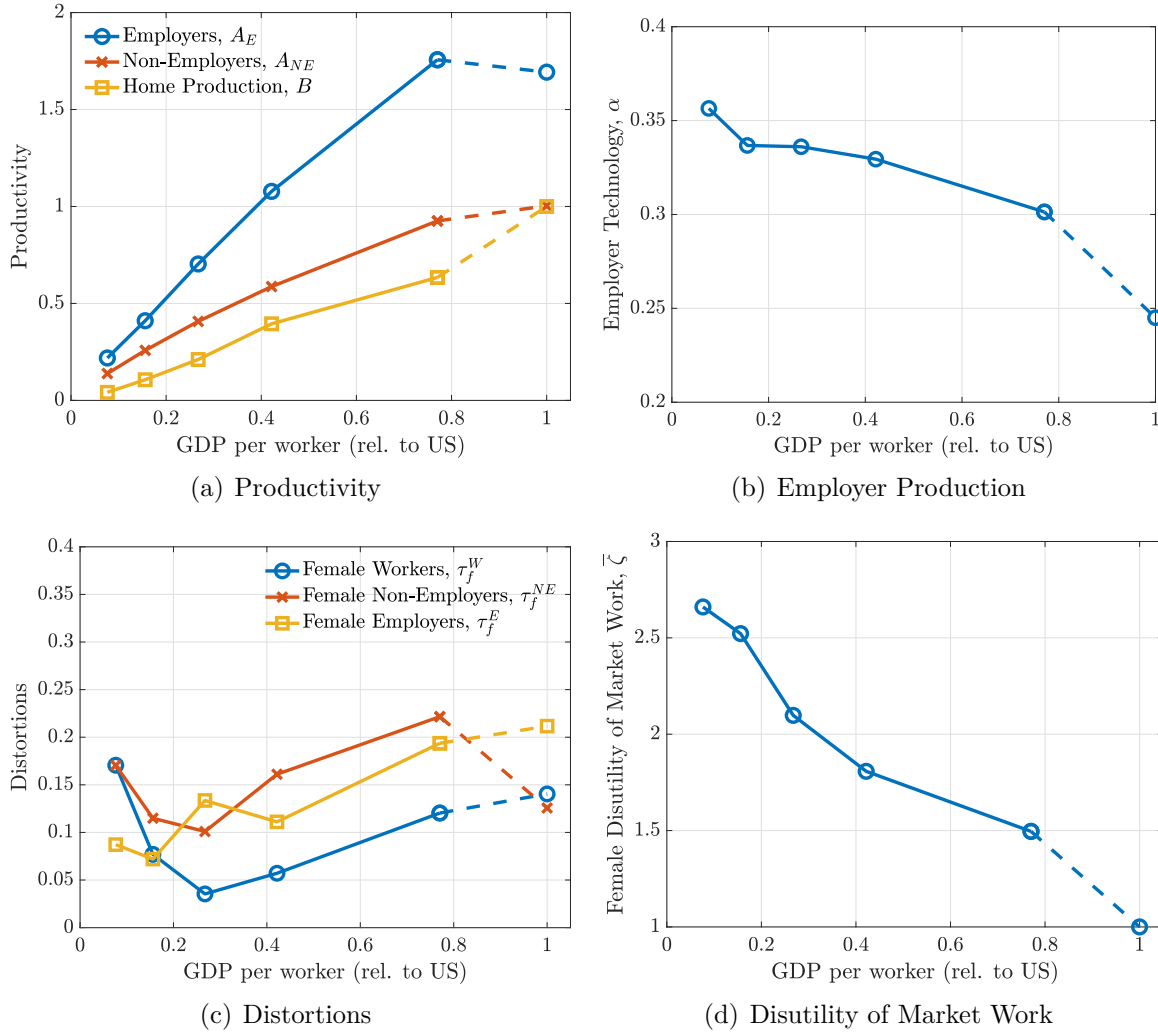 2
1.5
1
0.5
0
Productivity
Employers, A_E
Non-Employers, A_{NE}
Home Production, B
0 0.2 0.4 0.6 0.8 1
GDP per worker (rel. to US)
(a) Productivity
0.4
0.35
0.3
0.25
0.2
Employer Technology, α
0 0.2 0.4 0.6 0.8 1
GDP per worker (rel. to US)
(b) Employer Production
0.4
0.35
0.3
0.25
0.2
0.15
0.1
0.05
0
Distortions
Female Workers, τ_f^W
Female Non-Employers, τ_f^{NE}
Female Employers, τ_f^E
0 0.2 0.4 0.6 0.8 1
GDP per worker (rel. to US)
(c) Distortions
3
2.5
2
1.5
1
Female Disutility of Market Work, ζ̅
0 0.2 0.4 0.6 0.8 1
GDP per worker (rel. to US)
(d) Disutility of Market Work